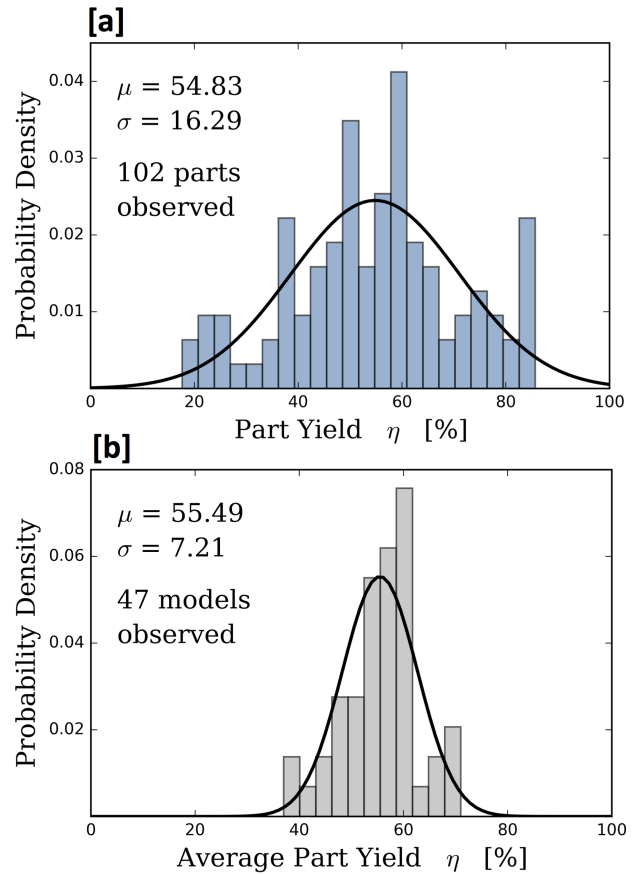 [a]
Probability Density
0.04
0.03
0.02
0.01
μ = 54.83
σ = 16.29
102 parts
observed
0 20 40 60 80 100
Part Yield η [%]
[b]
Probability Density
0.08
0.06
0.04
0.02
μ = 55.49
σ = 7.21
47 models
observed
0 20 40 60 80 100
Average Part Yield η [%]